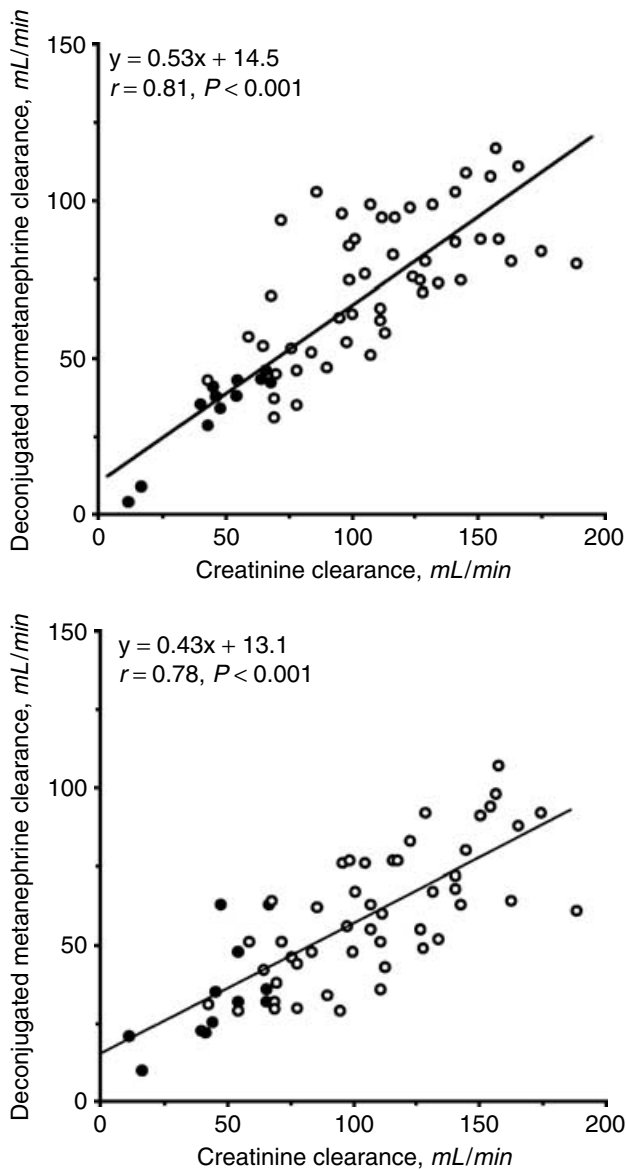 150
y = 0.53x + 14.5
r = 0.81, P < 0.001
100
50
0
0 50 100 150 200
Deconjugated normetanephrine clearance, mL/min
Creatinine clearance, mL/min
150
y = 0.43x + 13.1
r = 0.78, P < 0.001
100
50
0
0 50 100 150 200
Deconjugated metanephrine clearance, mL/min
Creatinine clearance, mL/min